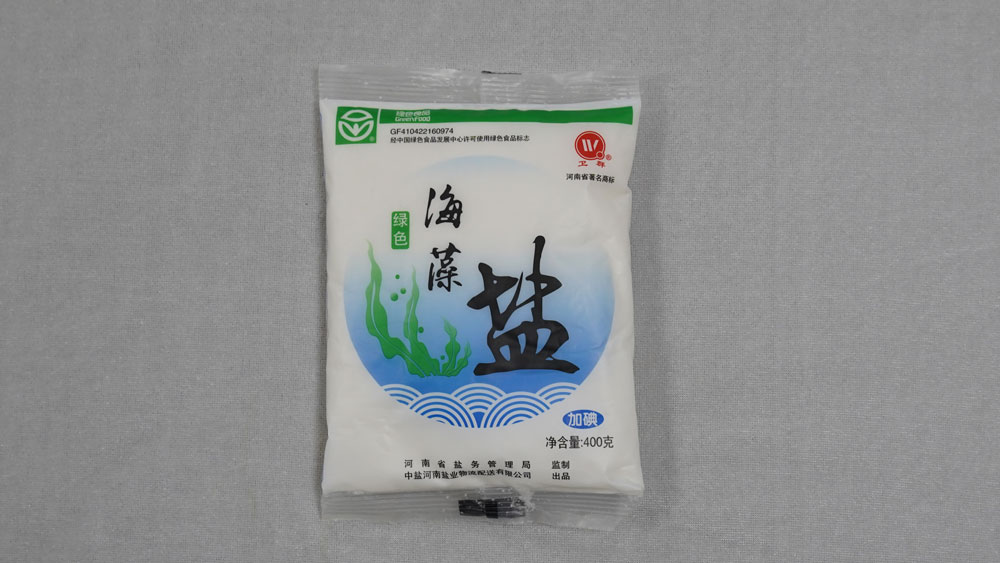 绿色食品
GreenFood
®
GF410422160974
经中国绿色食品发展中心许可使用绿色食品标志
®
卫群
河南省著名商标
绿色
海藻
盐
加碘
净含量:400克
河南省盐务管理局 监制
中盐河南盐业物流配送有限公司 出品